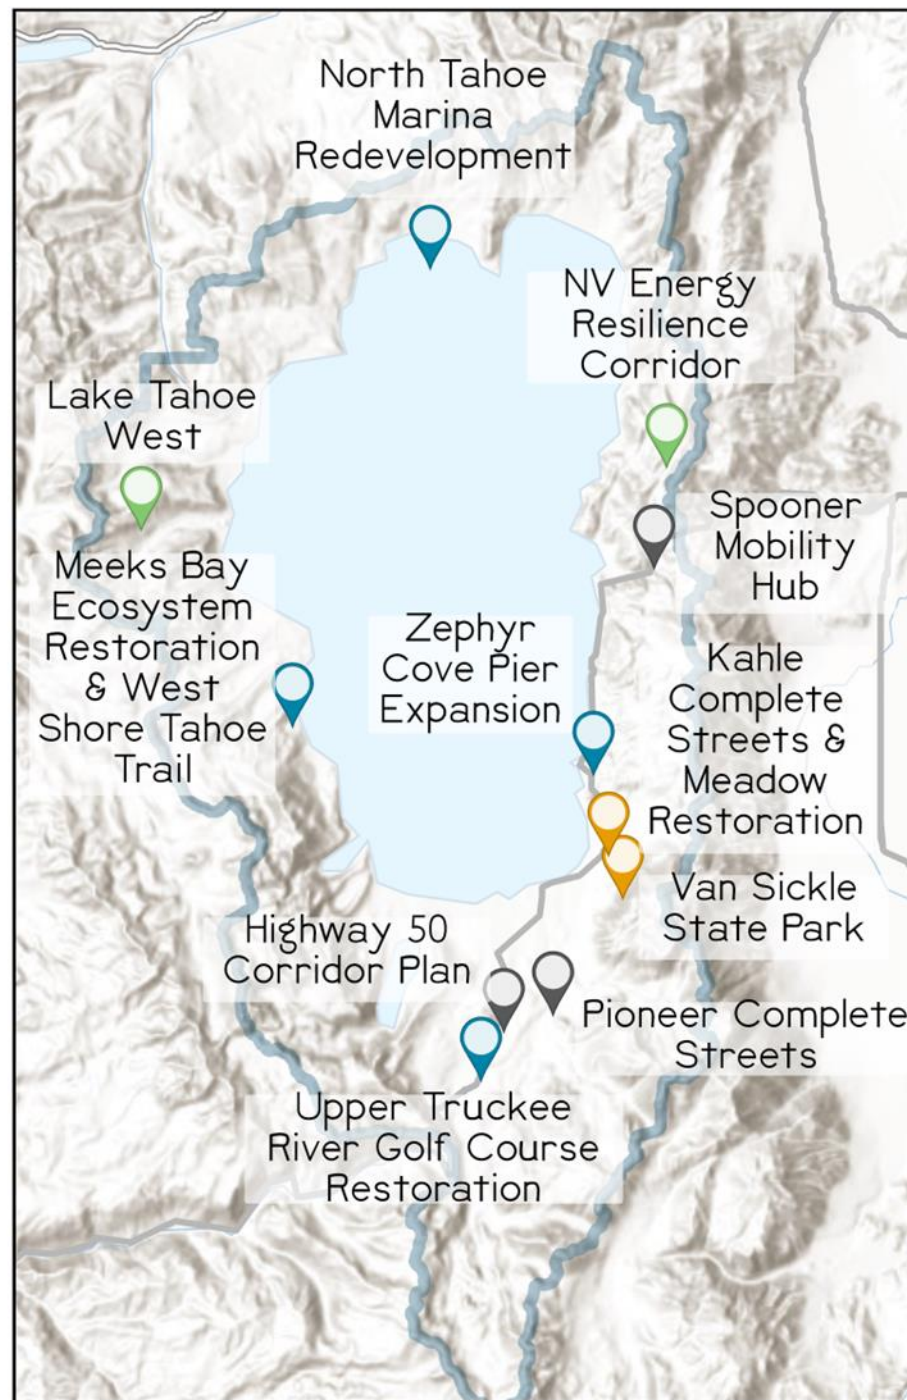 North Tahoe
Marina
Redevelopment
NV Energy
Resilience
Corridor
Lake Tahoe
West
Spooner
Mobility
Hub
Meeks Bay
Ecosystem
Restoration
& West
Shore Tahoe
Trail
Zephyr
Cove Pier
Expansion
Kahle
Complete
Streets &
Meadow
Restoration
Van Sickle
State Park
Highway 50
Corridor Plan
Pioneer Complete
Streets
Upper Truckee
River Golf Course
Restoration